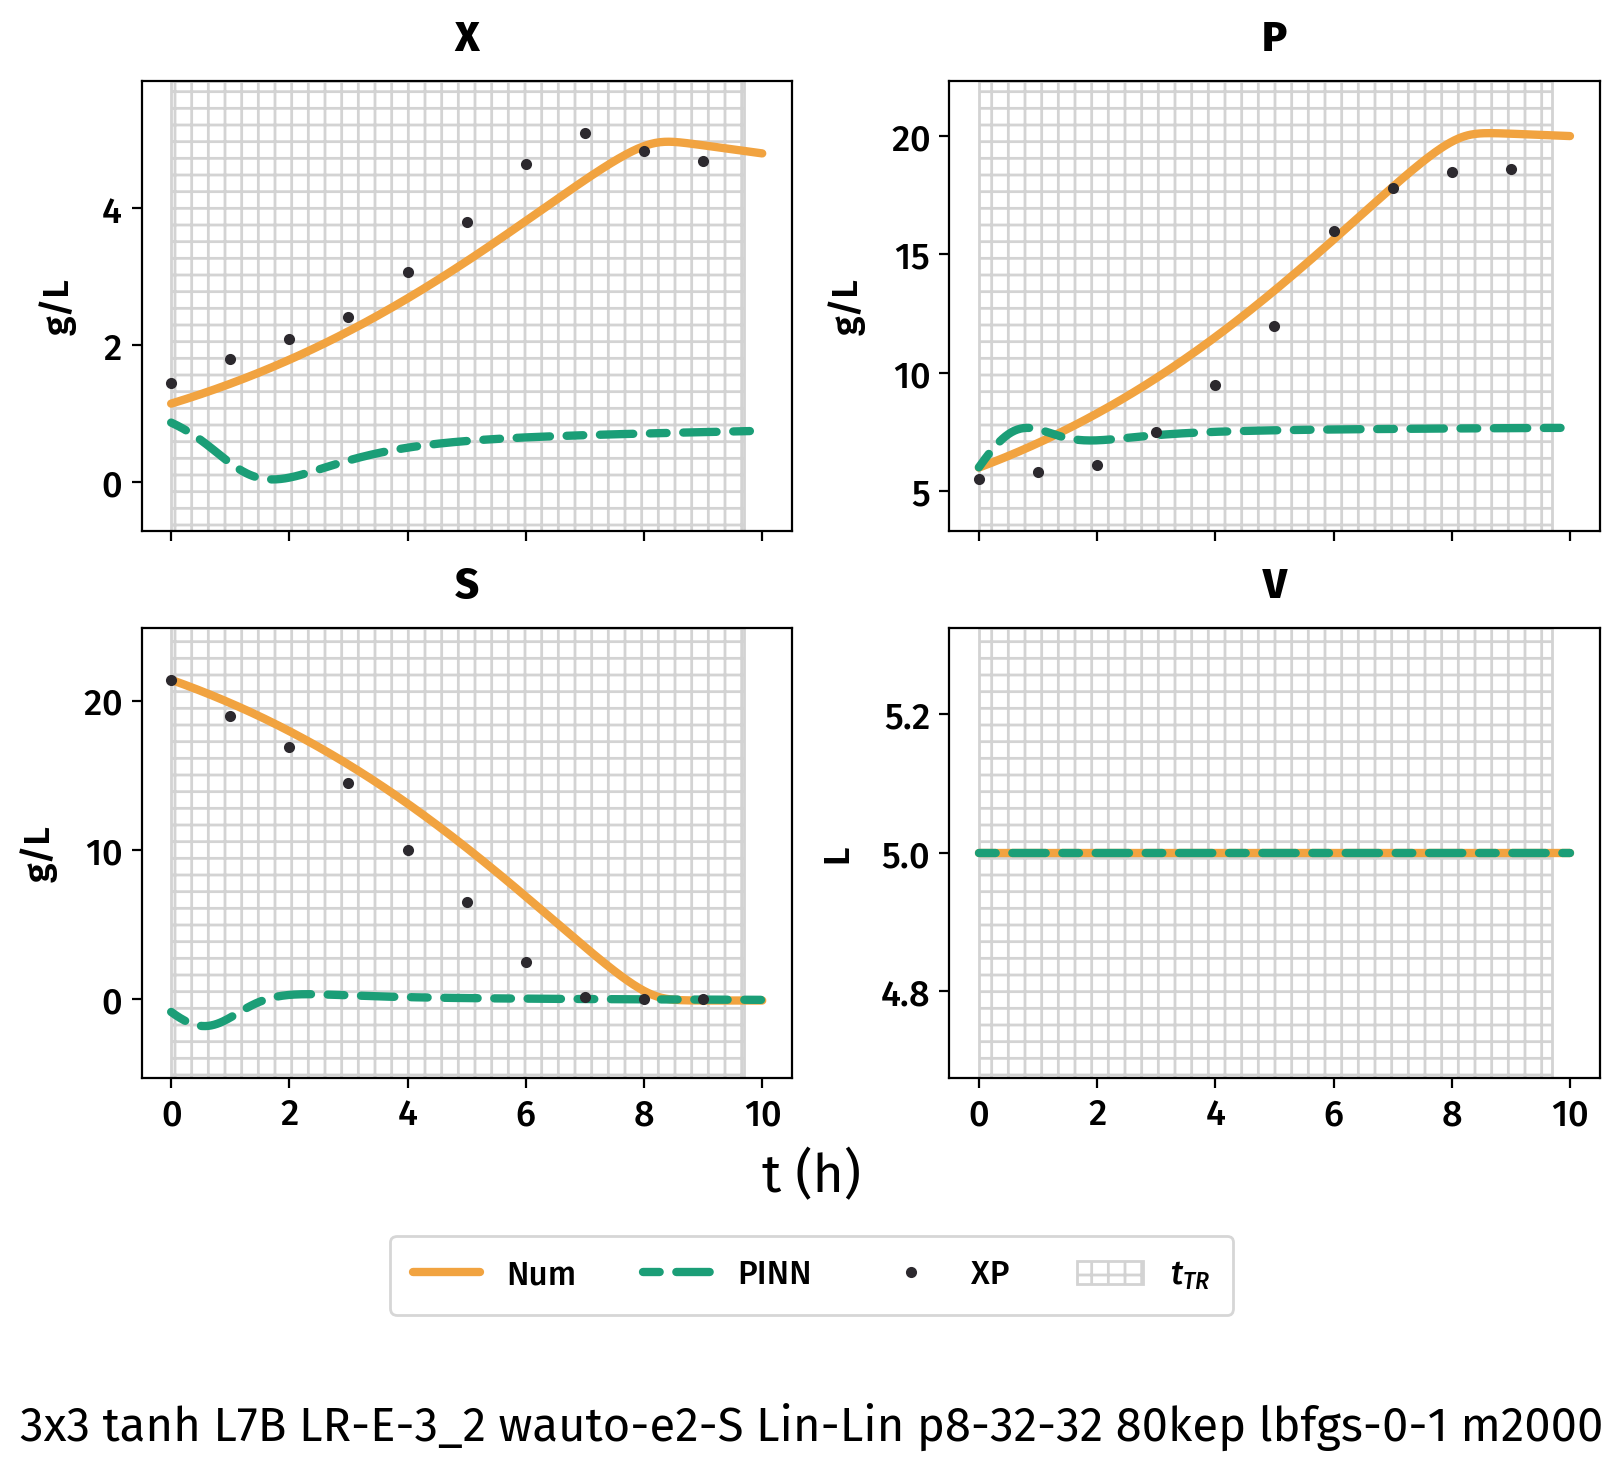 X
P
4
2
0
g/L
20
15
10
5
g/L
S
V
20
10
0
g/L
5.2
5.0
4.8
L
0 2 4 6 8 10
0 2 4 6 8 10
t (h)
Num PINN XP t_TR
3x3 tanh L7B LR-E-3_2 wauto-e2-S Lin-Lin p8-32-32 80kep lbfgs-0-1 m2000